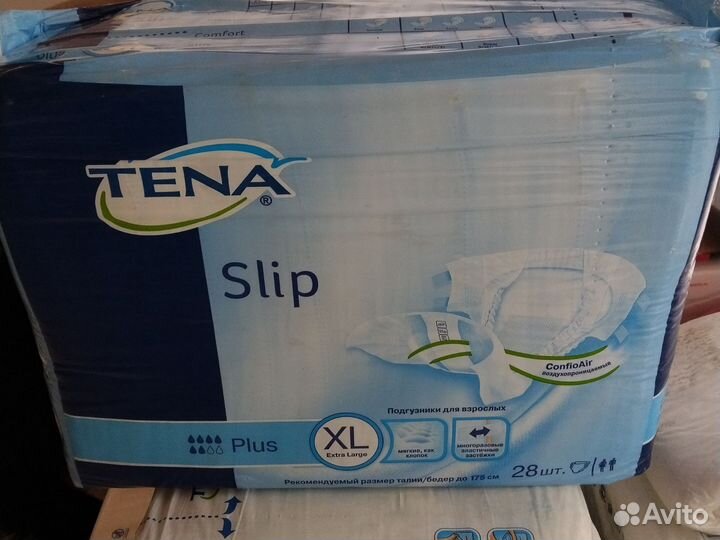 Comfort
TENA®
Slip
ConfioAir
воздухопроницаемые
Подгузники для взрослых
Plus
XL
Extra Large
мягкие, как
хлопок
многоразовые
эластичные
застёжки
28 шт.
Рекомендуемый размер талии/бедер до 175 см
Avito